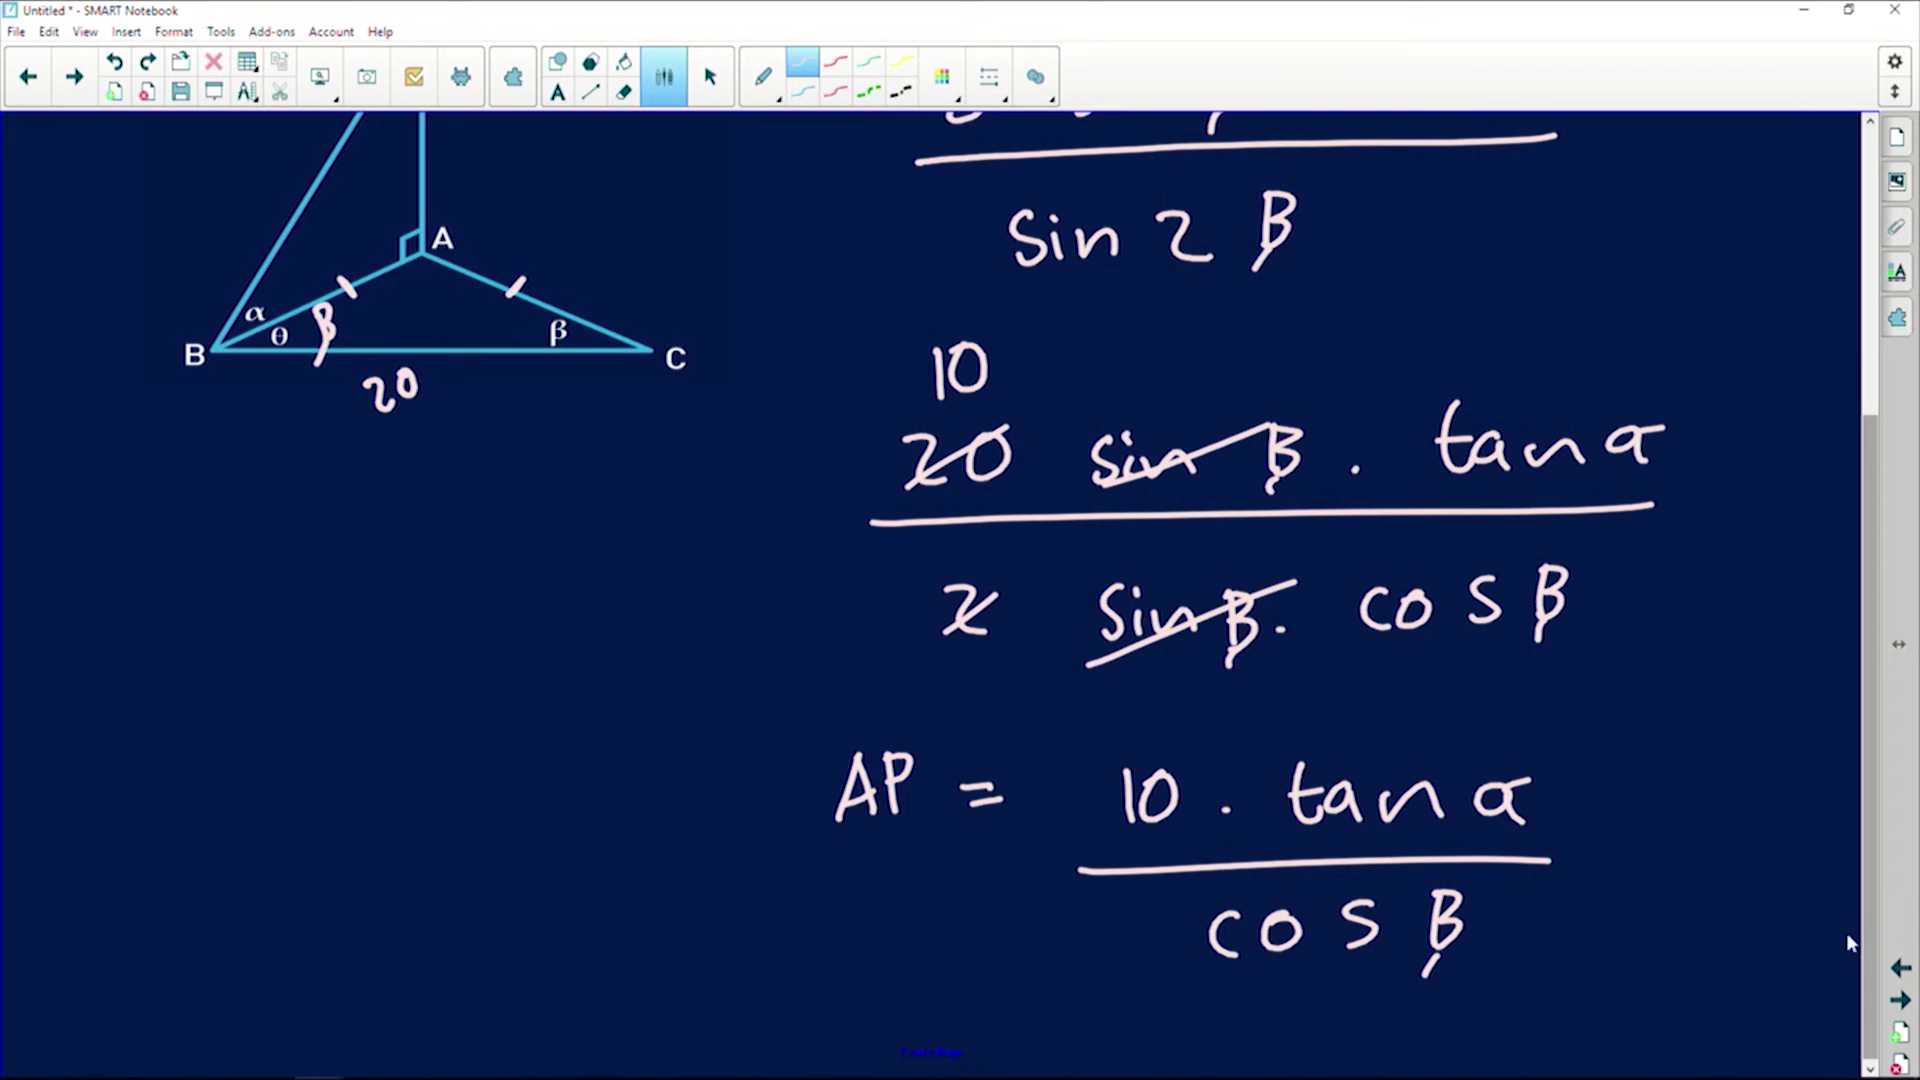 Untitled * - SMART Notebook
File Edit View Insert Format Tools Add-ons Account Help
A
α
θ β
β
B
C
20
sin 2 β
10
20 sin β . tan α
2 sin β . cos β
AP = 10 . tan α
cos β